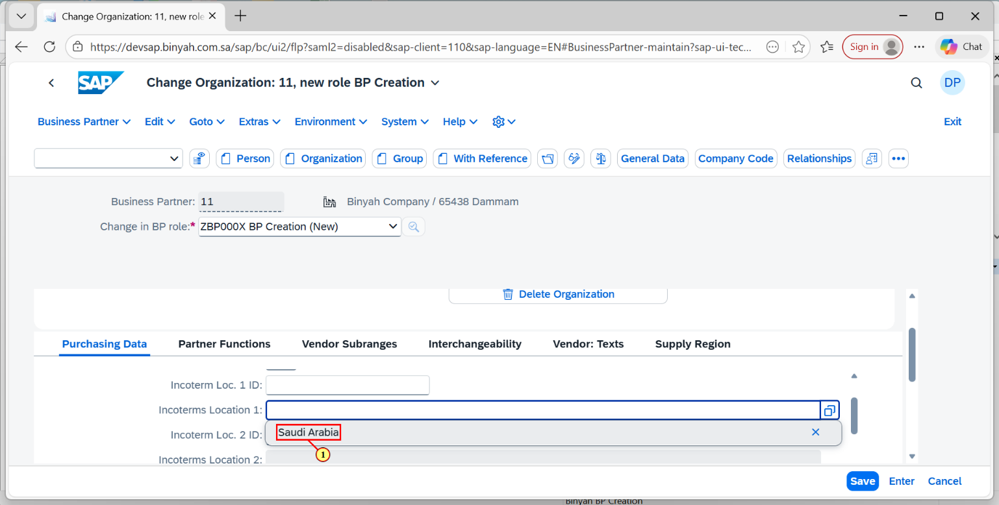 Change Organization: 11, new role
https://devsap.binyah.com.sa/sap/bc/ui2/flp?saml2=disabled&sap-client=110&sap-language=EN#BusinessPartner-maintain?sap-ui-tec...
Sign in
Chat
SAP
Change Organization: 11, new role BP Creation
DP
Business Partner
Edit
Goto
Extras
Environment
System
Help
Exit
Person
Organization
Group
With Reference
General Data
Company Code
Relationships
Business Partner: 11
Binyah Company / 65438 Dammam
Change in BP role:* ZBP000X BP Creation (New)
Delete Organization
Purchasing Data
Partner Functions
Vendor Subranges
Interchangeability
Vendor: Texts
Supply Region
Incoterm Loc. 1 ID:
Incoterms Location 1:
Saudi Arabia
Incoterm Loc. 2 ID:
1
Incoterms Location 2:
Save
Enter
Cancel
Binyah BP Creation